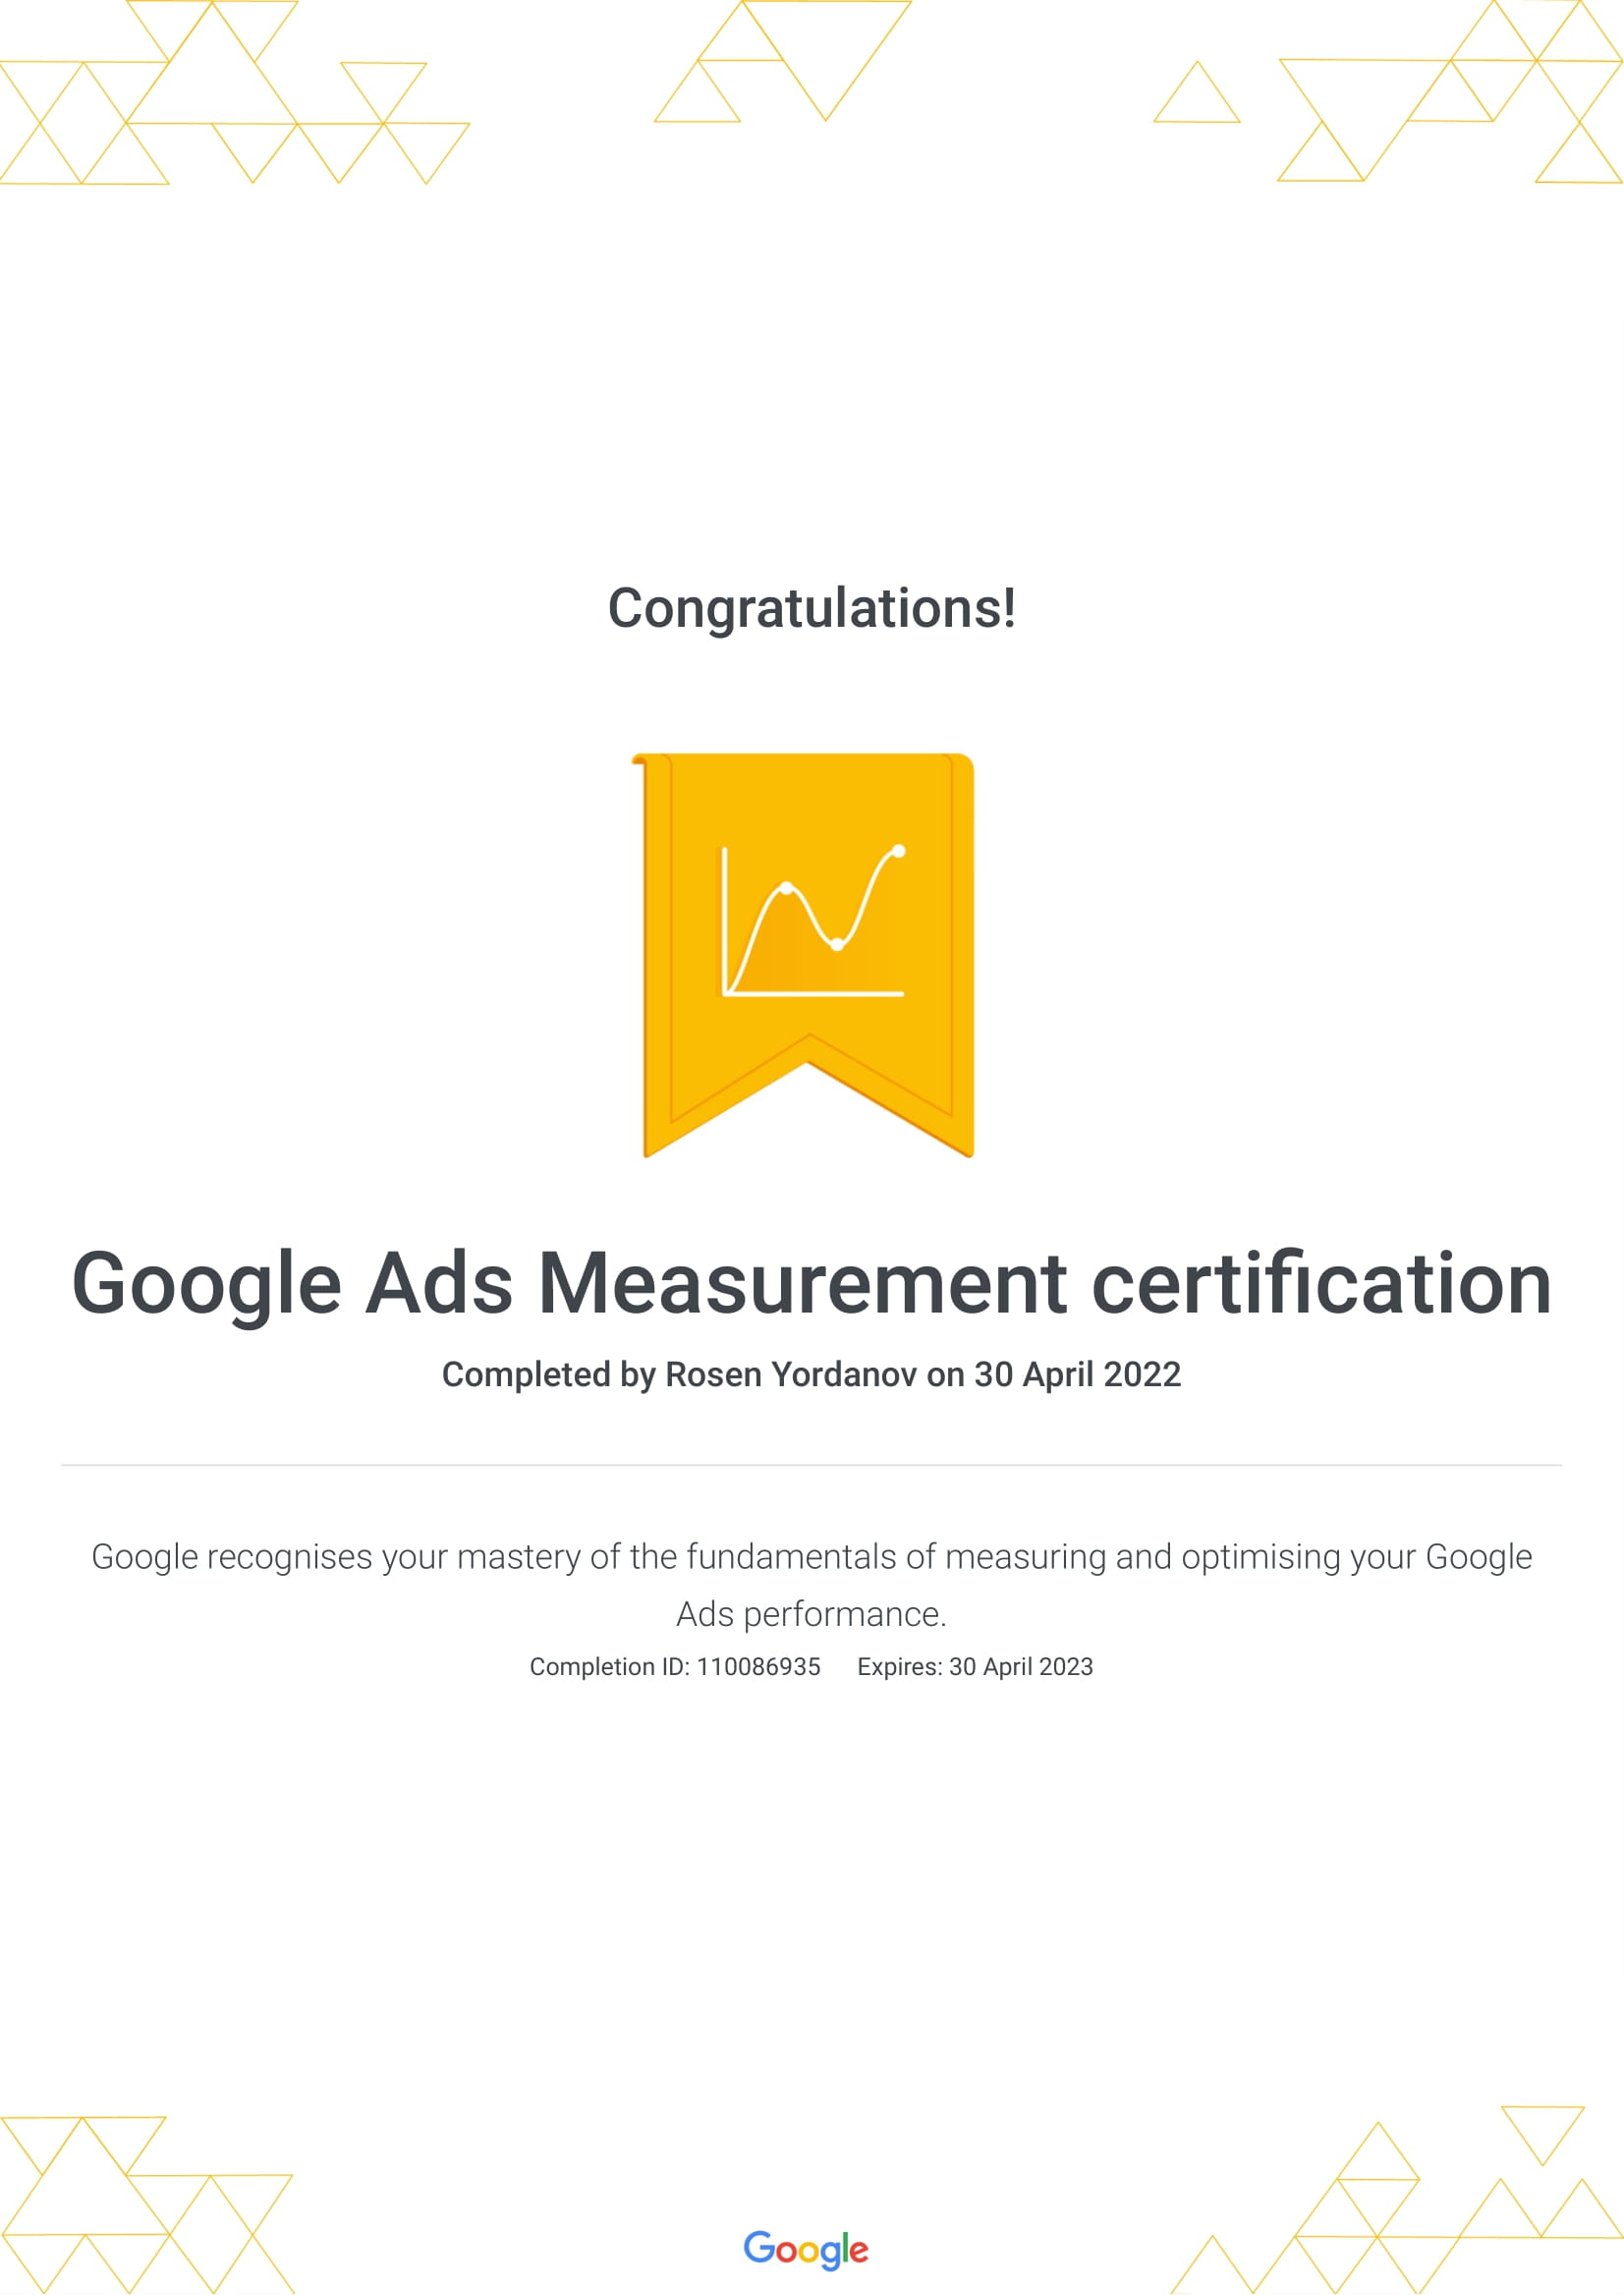 Congratulations!
Google Ads Measurement certification
Completed by Rosen Yordanov on 30 April 2022
Google recognises your mastery of the fundamentals of measuring and optimising your Google
Ads performance.
Completion ID: 110086935 Expires: 30 April 2023
Google